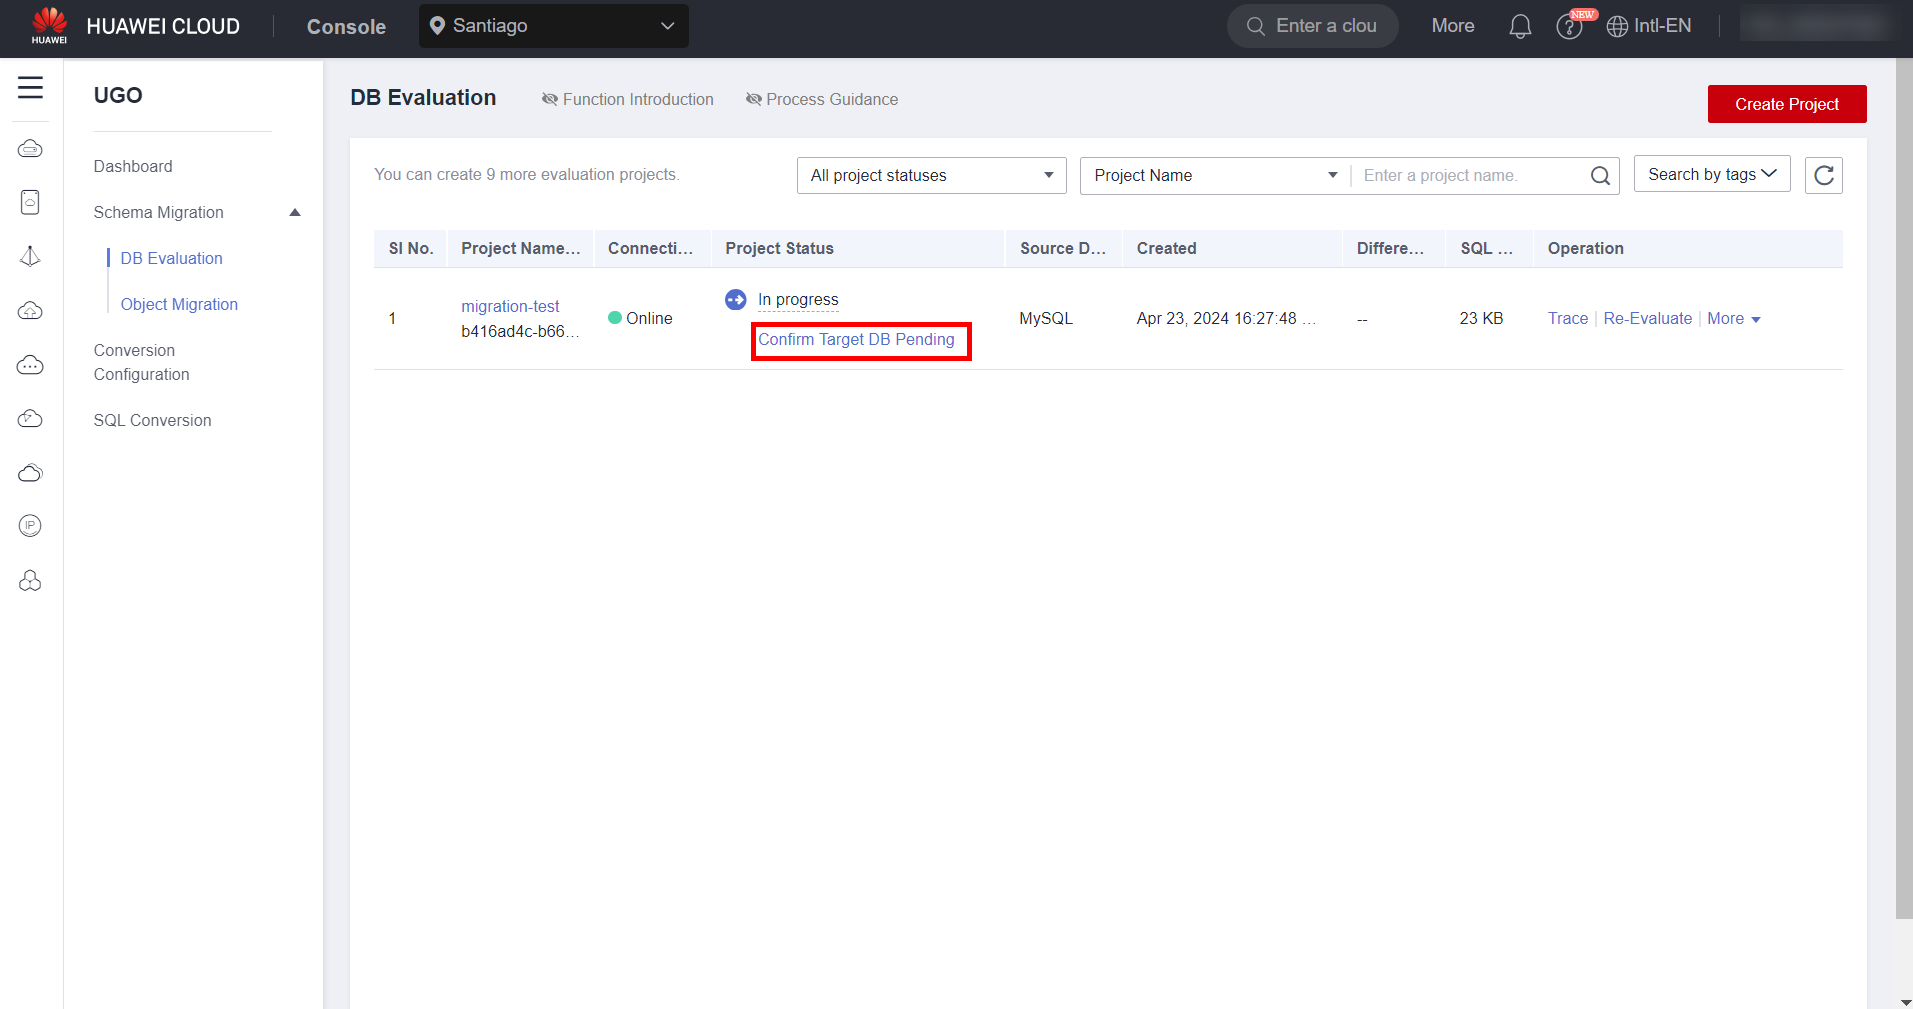 HUAWEI
HUAWEI CLOUD
Console
Santiago
Enter a clou
More
NEW
?
Intl-EN
UGO
Dashboard
Schema Migration
DB Evaluation
Object Migration
Conversion
Configuration
SQL Conversion
IP
DB Evaluation
Function Introduction
Process Guidance
Create Project
You can create 9 more evaluation projects.
All project statuses
Project Name
Enter a project name.
Search by tags
SI No. Project Name... Connecti... Project Status Source D... Created Differe... SQL ... Operation
1
migration-test
b416ad4c-b66...
Online
In progress
Confirm Target DB Pending
MySQL
Apr 23, 2024 16:27:48 ...
--
23 KB
Trace Re-Evaluate More